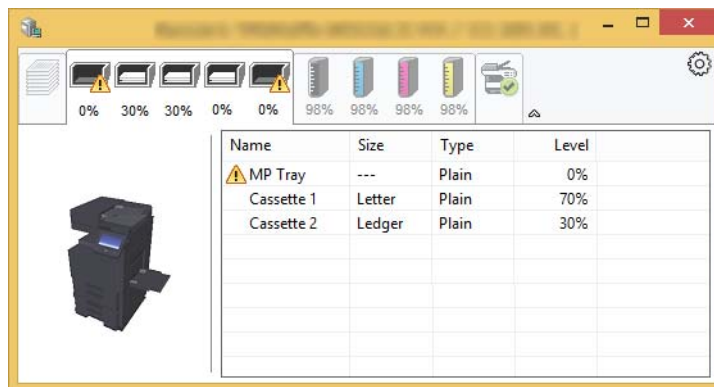 0% 30% 30% 0% 0% 98% 98% 98% 98%
Name Size Type Level
MP Tray --- Plain 0%
Cassette 1 Letter Plain 70%
Cassette 2 Ledger Plain 30%